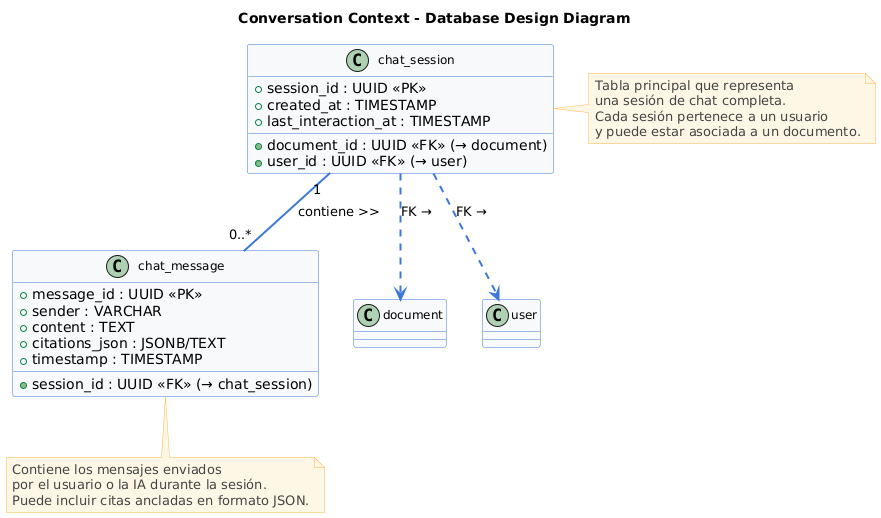 Conversation Context - Database Design Diagram
C chat_session
session_id : UUID «PK»
created_at : TIMESTAMP
last_interaction_at : TIMESTAMP
document_id : UUID «FK» (→ document)
user_id : UUID «FK» (→ user)
Tabla principal que representa
una sesión de chat completa.
Cada sesión pertenece a un usuario
y puede estar asociada a un documento.
1
contiene >>
FK →
FK →
0..*
C chat_message
message_id : UUID «PK»
sender : VARCHAR
content : TEXT
citations_json : JSONB/TEXT
timestamp : TIMESTAMP
session_id : UUID «FK» (→ chat_session)
C document
C user
Contiene los mensajes enviados
por el usuario o la IA durante la sesión.
Puede incluir citas ancladas en formato JSON.